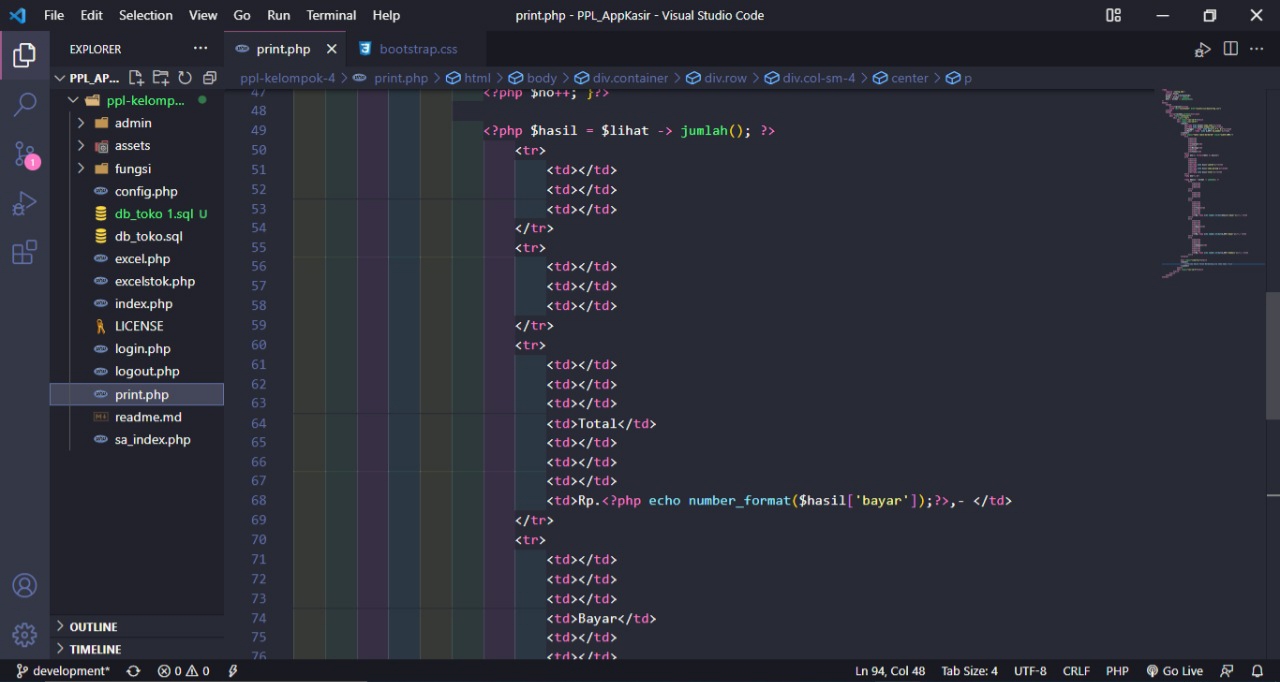 File Edit Selection View Go Run Terminal Help print.php - PPL_AppKasir - Visual Studio Code
EXPLORER
PPL_AP...
ppl-kelomp...
admin
assets
fungsi
config.php
db_toko 1.sql U
db_toko.sql
excel.php
excelstok.php
index.php
LICENSE
login.php
logout.php
print.php
readme.md
sa_index.php
OUTLINE
TIMELINE
print.php bootstrap.css
ppl-kelompok-4 > print.php > html > body > div.container > div.row > div.col-sm-4 > center > p
47 <?php $no++; }?>
48
49 <?php $hasil = $lihat -> jumlah(); ?>
50 <tr>
51 <td></td>
52 <td></td>
53 <td></td>
54 </tr>
55 <tr>
56 <td></td>
57 <td></td>
58 <td></td>
59 </tr>
60 <tr>
61 <td></td>
62 <td></td>
63 <td></td>
64 <td>Total</td>
65 <td></td>
66 <td></td>
67 <td></td>
68 <td>Rp.<?php echo number_format($hasil['bayar']);?>,- </td>
69 </tr>
70 <tr>
71 <td></td>
72 <td></td>
73 <td></td>
74 <td>Bayar</td>
75 <td></td>
76 <td></td>
1
development* 0 0 Ln 94, Col 48 Tab Size: 4 UTF-8 CRLF PHP Go Live